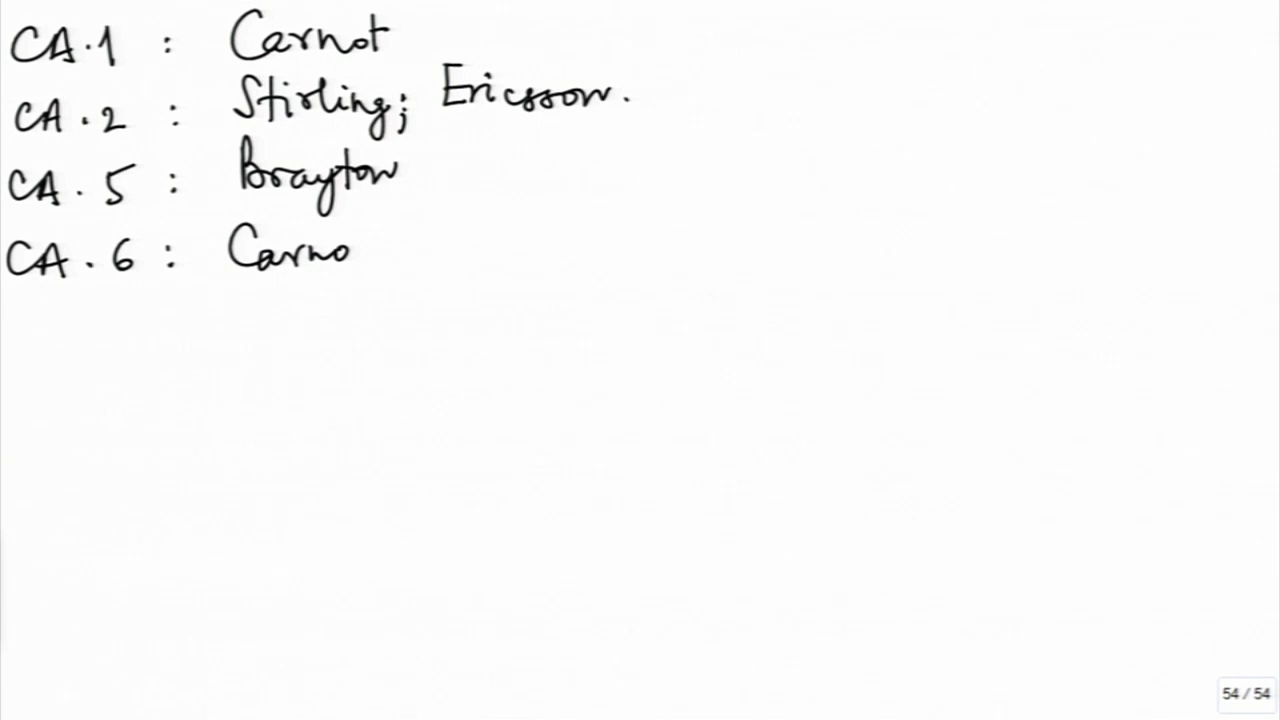 CA.1 : Carnot
CA.2 : Stirling; Ericsson.
CA.5 : Brayton
CA.6 : Carno
54 / 54